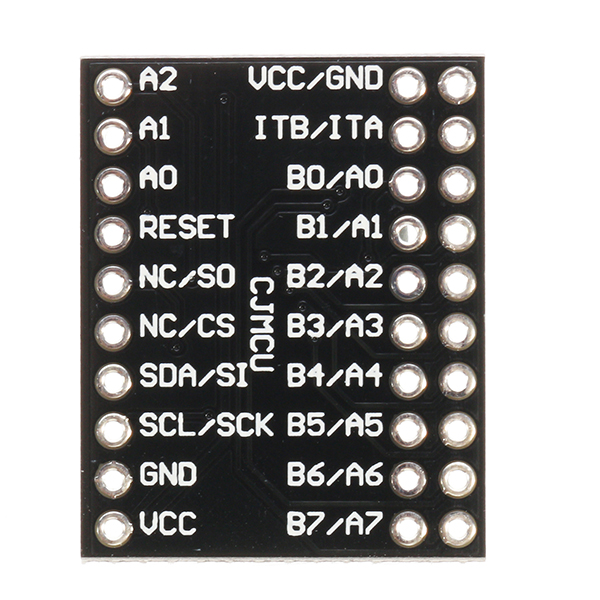 A2 VCC/GND
A1 ITB/ITA
A0 B0/A0
RESET B1/A1
NC/SO B2/A2
NC/CS B3/A3
SDA/SI B4/A4
SCL/SCK B5/A5
GND B6/A6
VCC B7/A7
CJMCU